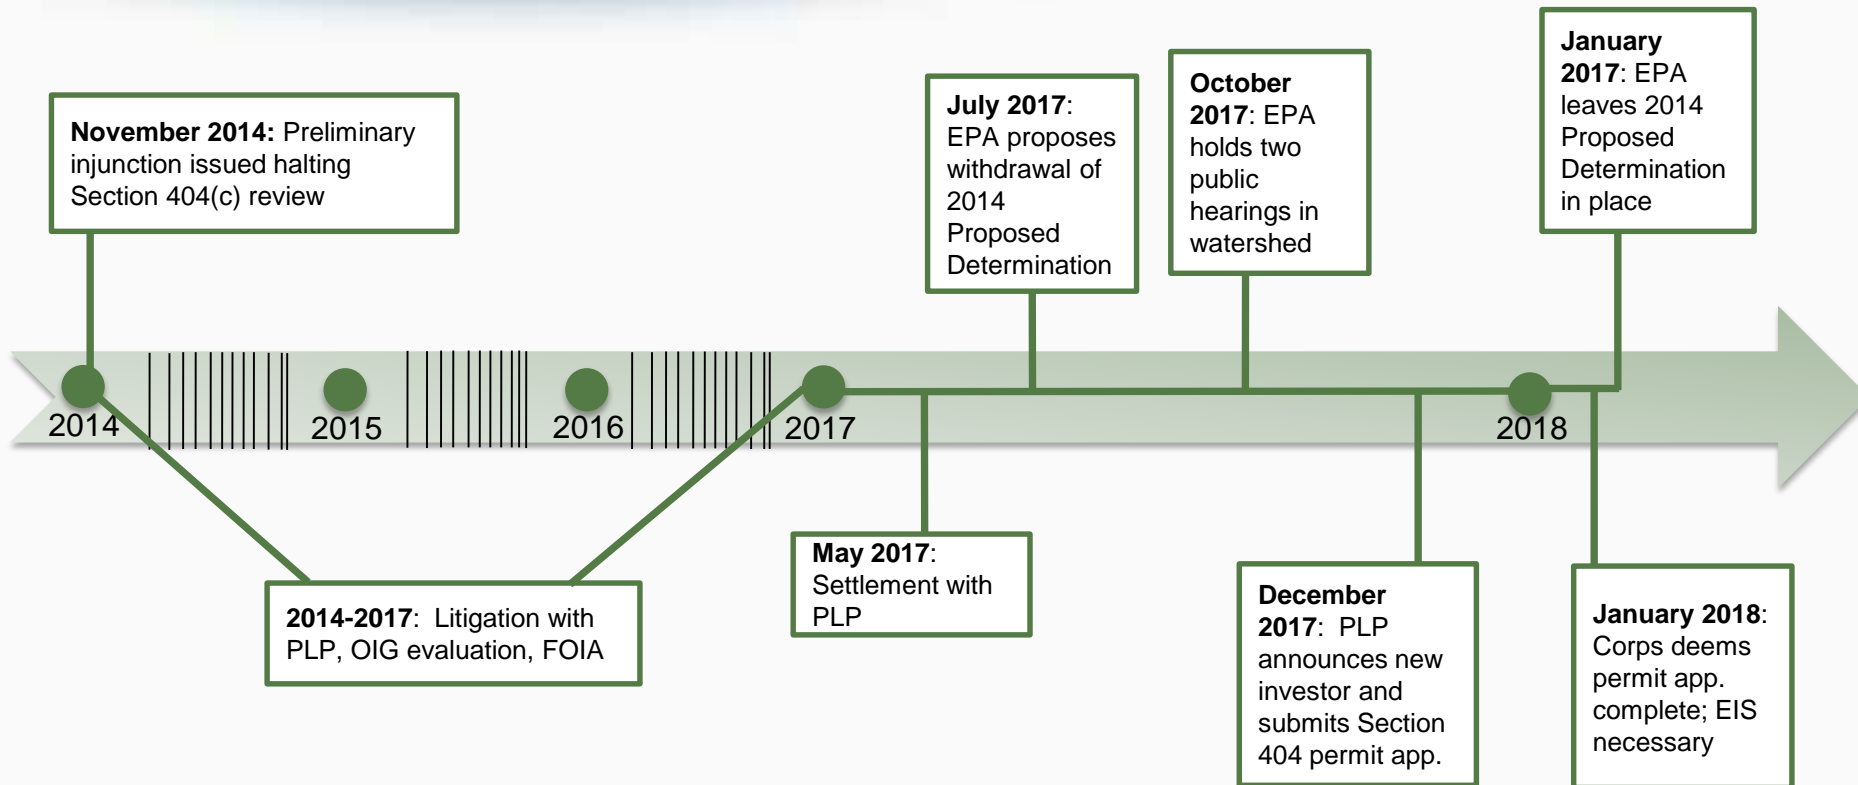 November 2014: Preliminary
injunction issued halting
Section 404(c) review
July 2017:
EPA proposes
withdrawal of
2014
Proposed
Determination
October
2017: EPA
holds two
public
hearings in
watershed
January
2017: EPA
leaves 2014
Proposed
Determination
in place
2014
2015
2016
2017
2018
2014-2017:  Litigation with
PLP, OIG evaluation, FOIA
May 2017:
Settlement with
PLP
December
2017:  PLP
announces new
investor and
submits Section
404 permit app.
January 2018:
Corps deems
permit app.
complete; EIS
necessary